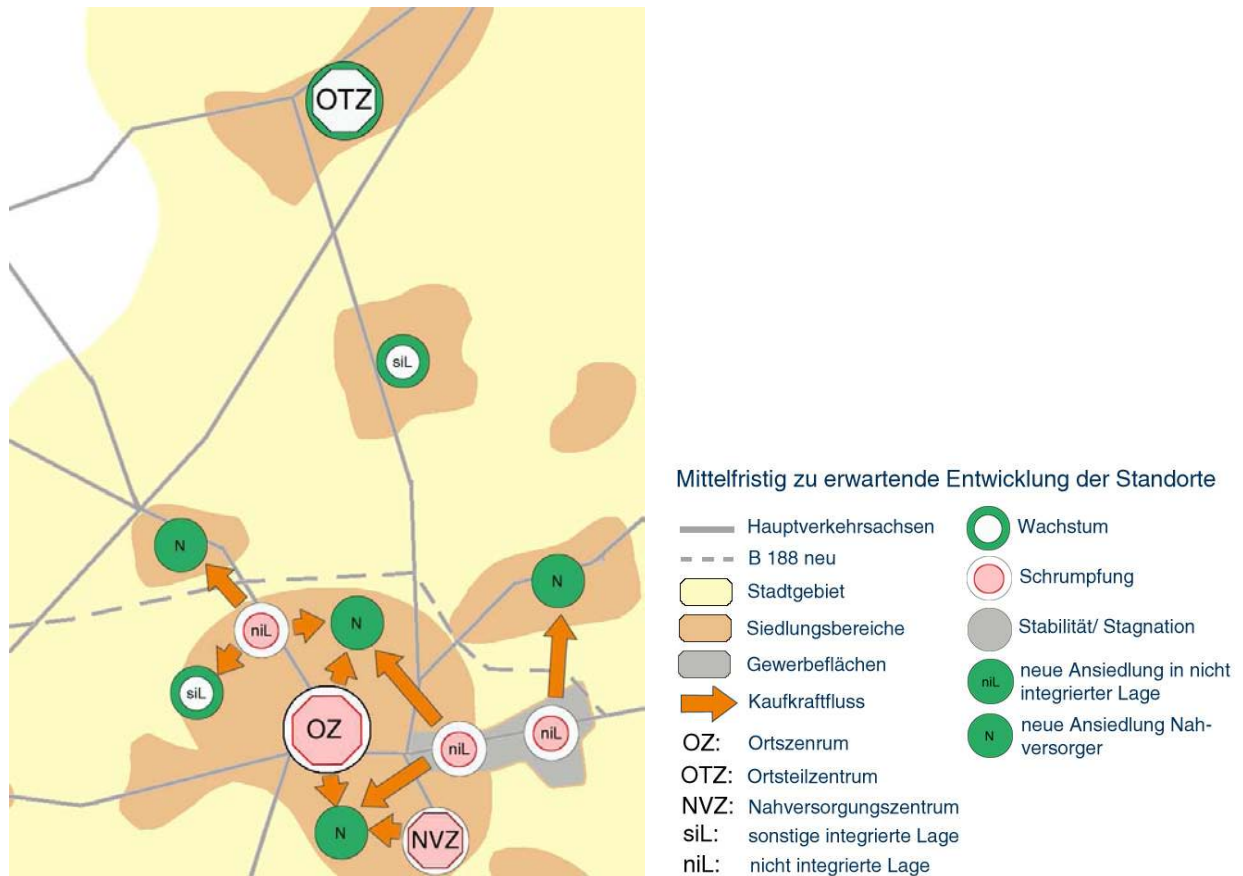 OTZ
siL
N
N
niL
N
siL
OZ
niL
niL
N
NVZ
Mittelfristig zu erwartende Entwicklung der Standorte
Hauptverkehrsachsen
B 188 neu
Stadtgebiet
Siedlungsbereiche
Gewerbeflächen
Kaufkraftfluss
OZ: Ortszenrum
OTZ: Ortsteilzentrum
NVZ: Nahversorgungszentrum
siL: sonstige integrierte Lage
niL: nicht integrierte Lage
Wachstum
Schrumpfung
Stabilität/ Stagnation
niL neue Ansiedlung in nicht
integrierter Lage
N neue Ansiedlung Nah-
versorger